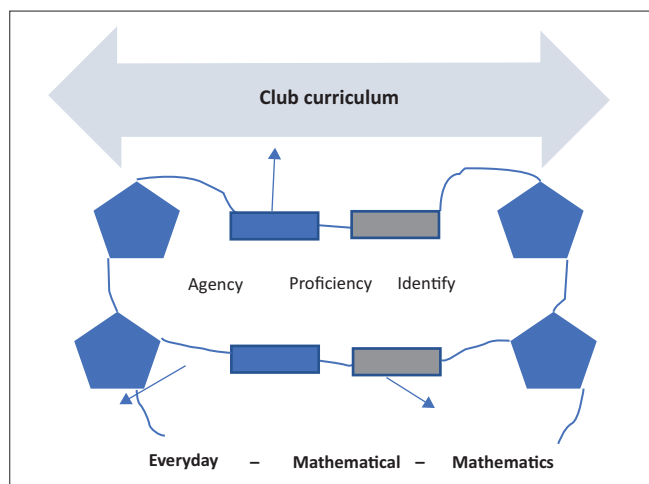 Club curriculum
Agency Proficiency Identify
Everyday – Mathematical – Mathematics